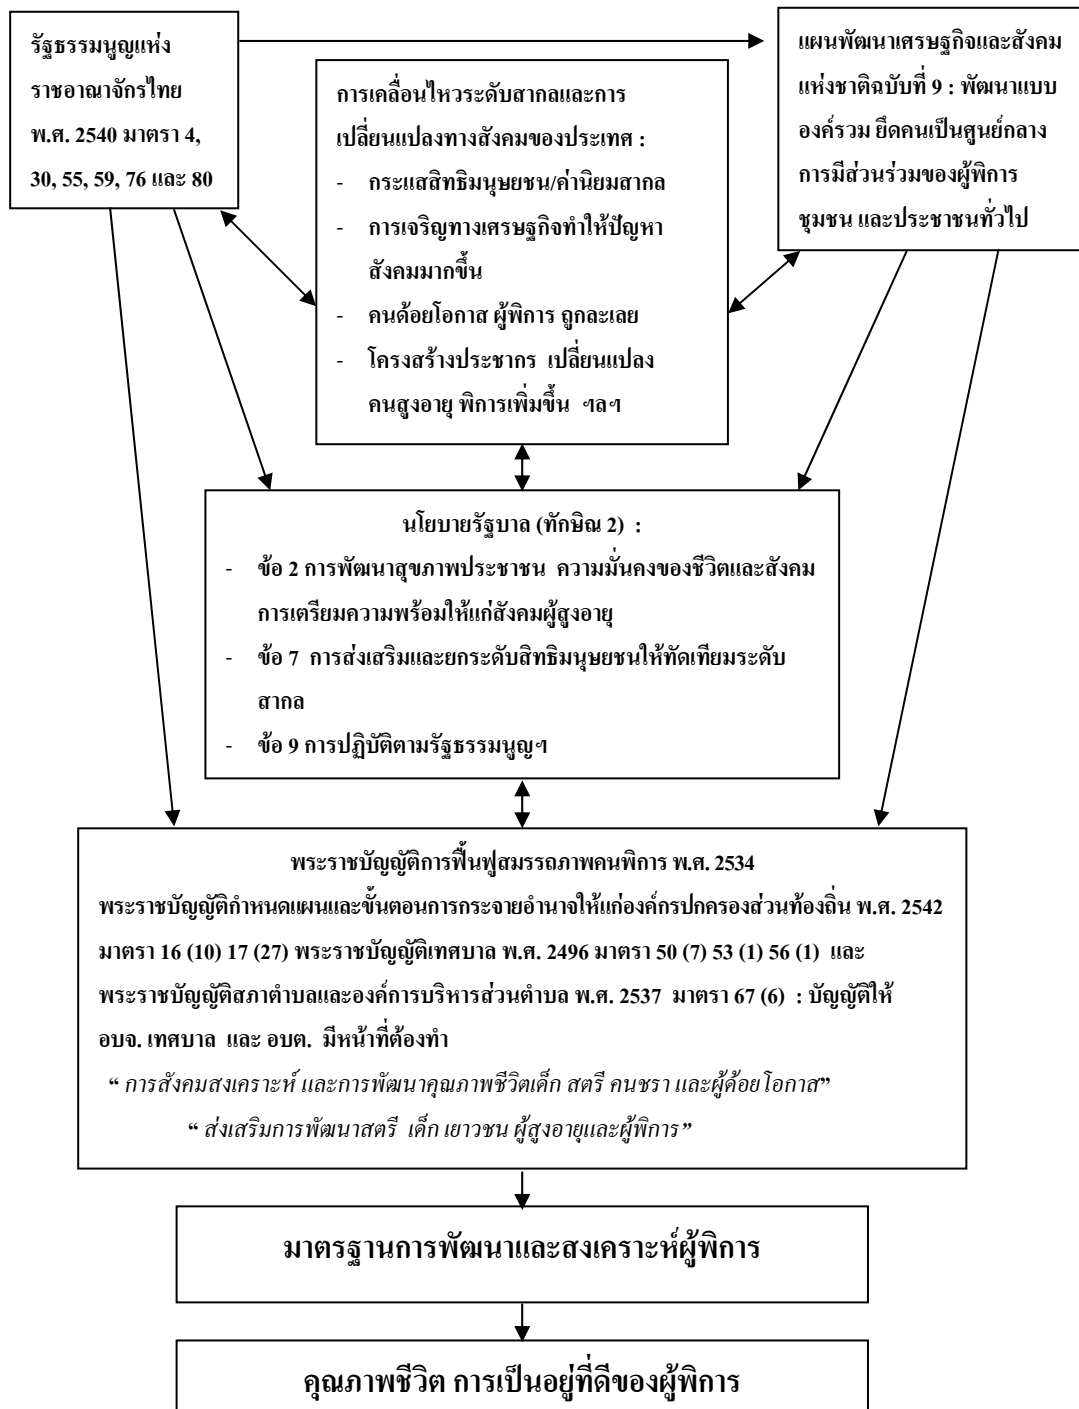 รัฐธรรมนูญแห่ง
ราชอาณาจักรไทย
พ.ศ. 2540 มาตรา 4,
30, 55, 59, 76 และ 80
การเคลื่อนไหวระดับสากลและการ
เปลี่ยนแปลงทางสังคมของประเทศ :
- กระแสสิทธิมนุษยชน/ค่านิยมสากล
- การเจริญทางเศรษฐกิจทำให้ปัญหา
สังคมมากขึ้น
- คนด้อยโอกาส ผู้พิการ ถูกละเลย
- โครงสร้างประชากร เปลี่ยนแปลง
คนสูงอายุ พิการเพิ่มขึ้น ฯลฯ
แผนพัฒนาเศรษฐกิจและสังคม
แห่งชาติฉบับที่ 9 : พัฒนาแบบ
องค์รวม ยึดคนเป็นศูนย์กลาง
การมีส่วนร่วมของผู้พิการ
ชุมชน และประชาชนทั่วไป
นโยบายรัฐบาล (ทักษิณ 2) :
- ข้อ 2 การพัฒนาสุขภาพประชาชน ความมั่นคงของชีวิตและสังคม
การเตรียมความพร้อมให้แก่สังคมผู้สูงอายุ
- ข้อ 7 การส่งเสริมและยกระดับสิทธิมนุษยชนให้ทัดเทียมระดับ
สากล
- ข้อ 9 การปฏิบัติตามรัฐธรรมนูญฯ
พระราชบัญญัติการฟื้นฟูสมรรถภาพคนพิการ พ.ศ. 2534
พระราชบัญญัติกำหนดแผนและขั้นตอนการกระจายอำนาจให้แก่องค์กรปกครองส่วนท้องถิ่น พ.ศ. 2542
มาตรา 16 (10) 17 (27) พระราชบัญญัติเทศบาล พ.ศ. 2496 มาตรา 50 (7) 53 (1) 56 (1) และ
พระราชบัญญัติสภาตำบลและองค์การบริหารส่วนตำบล พ.ศ. 2537 มาตรา 67 (6) : บัญญัติให้
อบจ. เทศบาล และ อบต. มีหน้าที่ต้องทำ
“ การสังคมสงเคราะห์ และการพัฒนาคุณภาพชีวิตเด็ก สตรี คนชรา และผู้ด้อยโอกาส”
“ ส่งเสริมการพัฒนาสตรี เด็ก เยาวชน ผู้สูงอายุและผู้พิการ”
มาตรฐานการพัฒนาและสงเคราะห์ผู้พิการ
คุณภาพชีวิต การเป็นอยู่ที่ดีของผู้พิการ